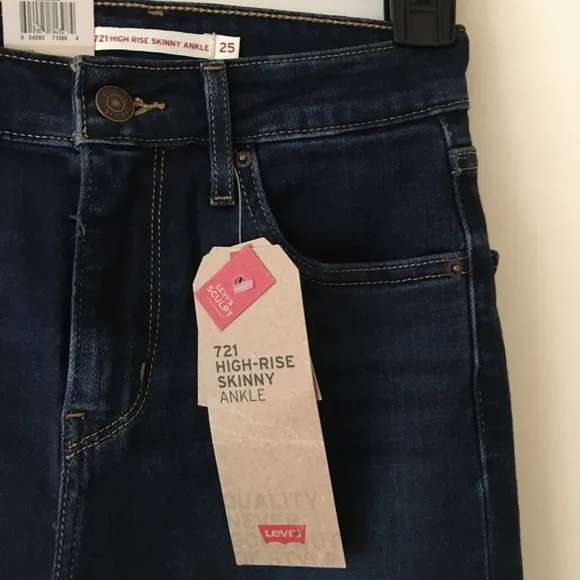 721 HIGH RISE SKINNY ANKLE 25
LEVI'S
SCULPT
721
HIGH-RISE
SKINNY
ANKLE
QUALITY
NEVER
Levi's